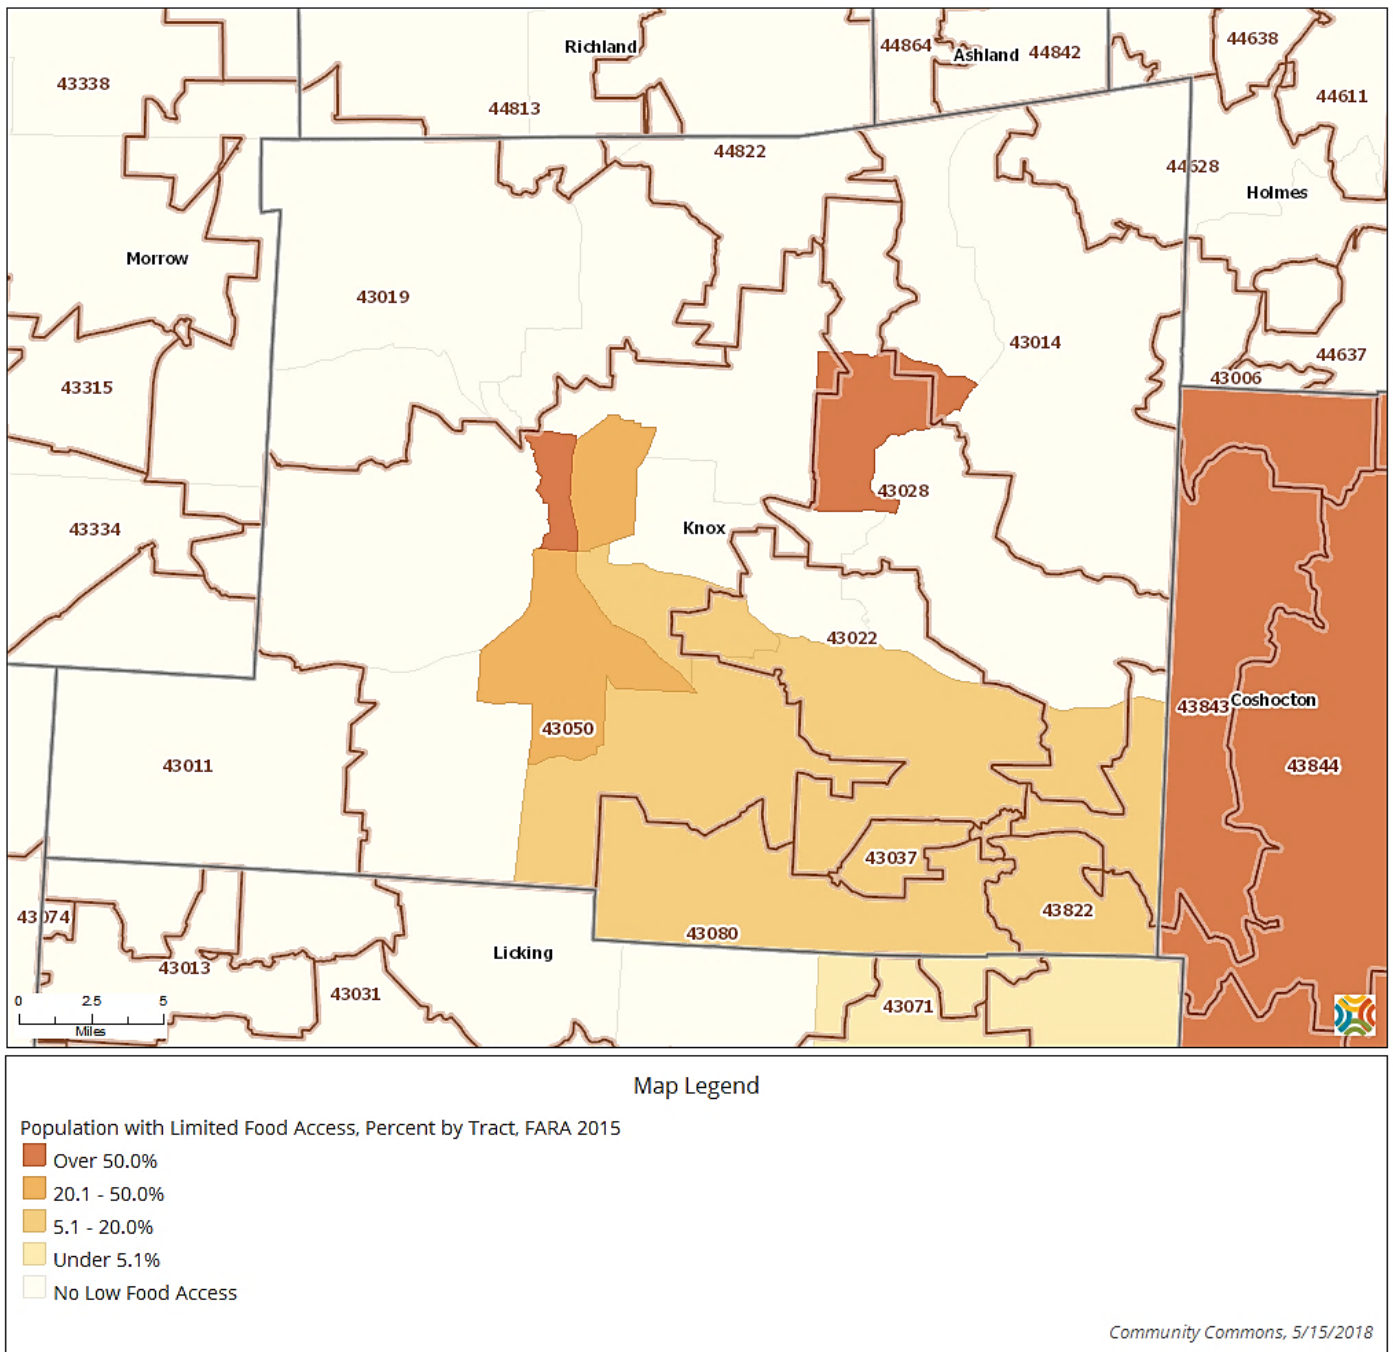 Richland
44864
Ashland
44842
44638
43338
44813
44611
44822
44628
Holmes
Morrow
43019
43014
43315
44637
43006
43028
43334
Knox
43022
43843
Coshocton
43050
43011
43844
43037
43822
43074
43080
Licking
43013
43031
43071
0 2.5 5
Miles
Map Legend
Population with Limited Food Access, Percent by Tract, FARA 2015
Over 50.0%
20.1 - 50.0%
5.1 - 20.0%
Under 5.1%
No Low Food Access
Community Commons, 5/15/2018